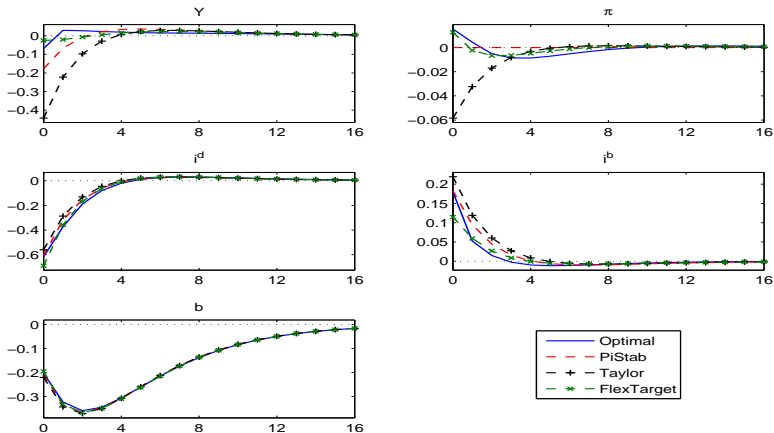 Y
0
−0.1
−0.2
−0.3
−0.4
0 4 8 12 16
π
0
−0.02
−0.04
−0.06
0 4 8 12 16
i^d
0
−0.2
−0.4
−0.6
0 4 8 12 16
i^b
0.2
0.15
0.1
0.05
0
0 4 8 12 16
b
0
−0.1
−0.2
−0.3
0 4 8 12 16
Optimal
PiStab
Taylor
FlexTarget